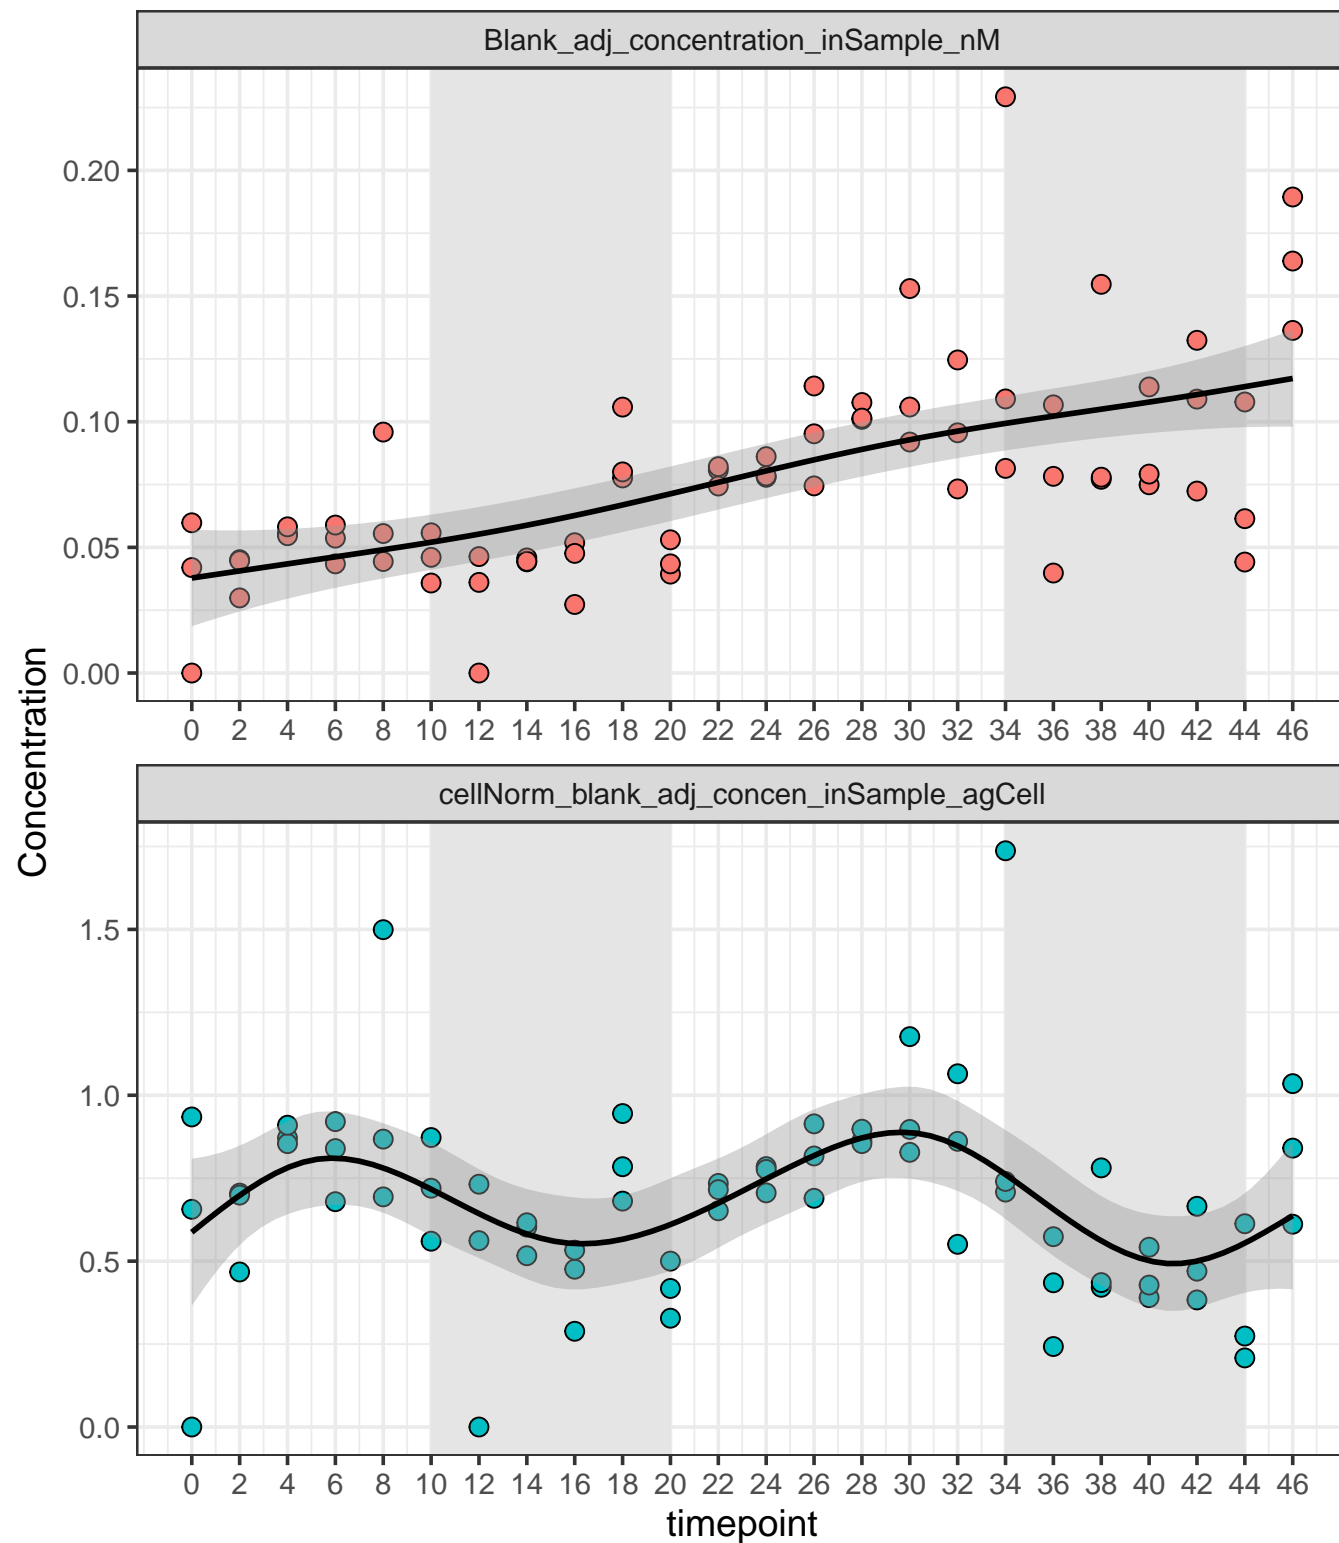 Blank_adj_concentration_inSample_nM
0.20
0.15
0.10
0.05
0.00
0 2 4 6 8 10 12 14 16 18 20 22 24 26 28 30 32 34 36 38 40 42 44 46
Concentration
cellNorm_blank_adj_concen_inSample_agCell
1.5
1.0
0.5
0.0
0 2 4 6 8 10 12 14 16 18 20 22 24 26 28 30 32 34 36 38 40 42 44 46
timepoint